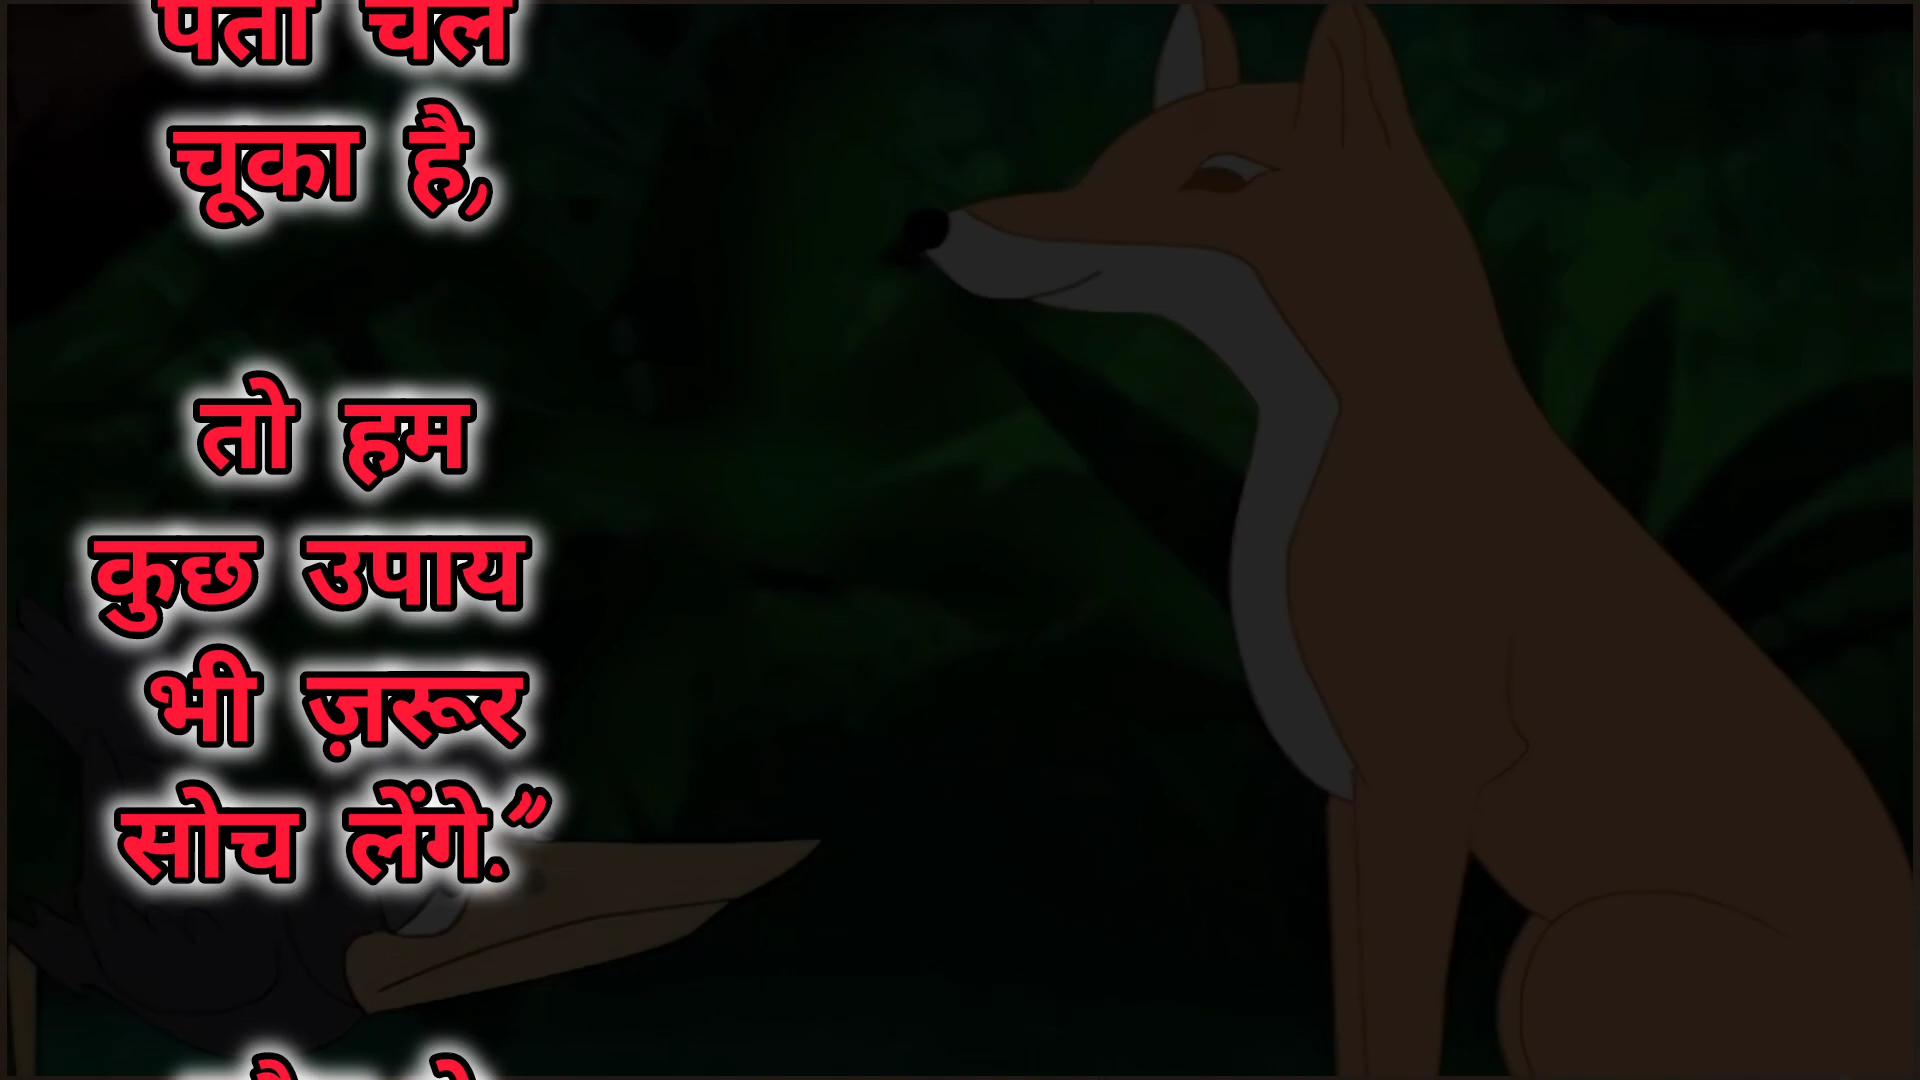 पता चल
चूका है,
तो हम
कुछ उपाय
भी ज़रूर
सोच लेंगे.”